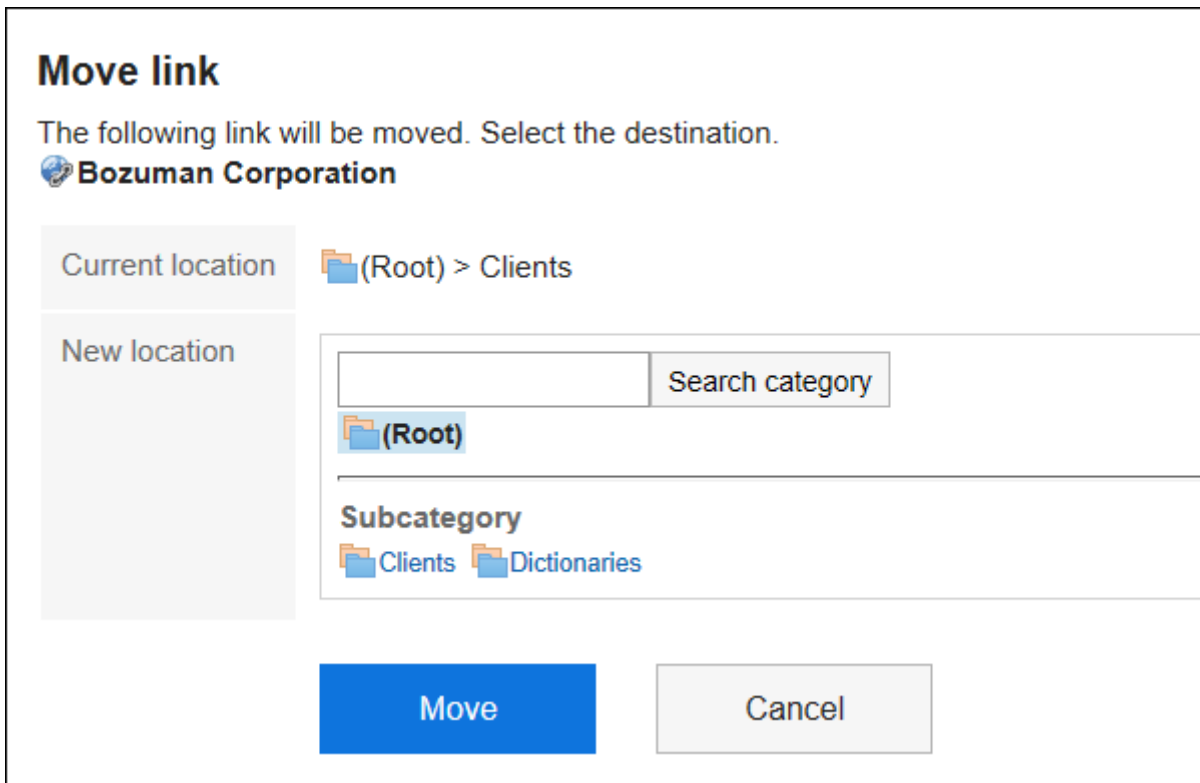 Move link
The following link will be moved. Select the destination.
Bozuman Corporation
Current location
(Root) > Clients
New location
Search category
(Root)
Subcategory
Clients Dictionaries
Move Cancel